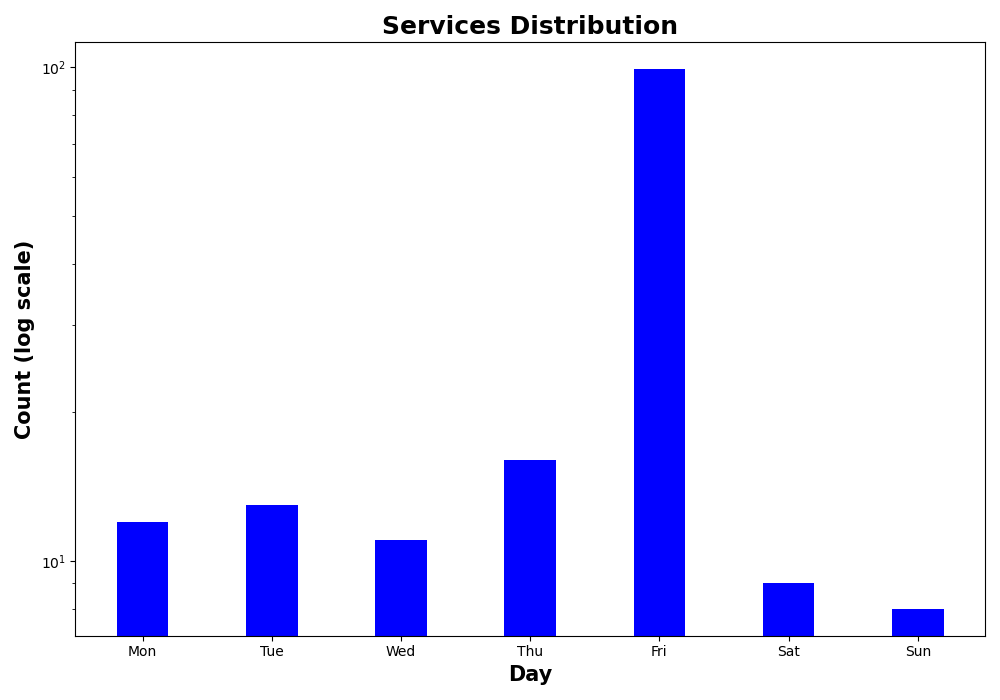 Services Distribution
Count (log scale)
10²
10¹
Mon Tue Wed Thu Fri Sat Sun
Day